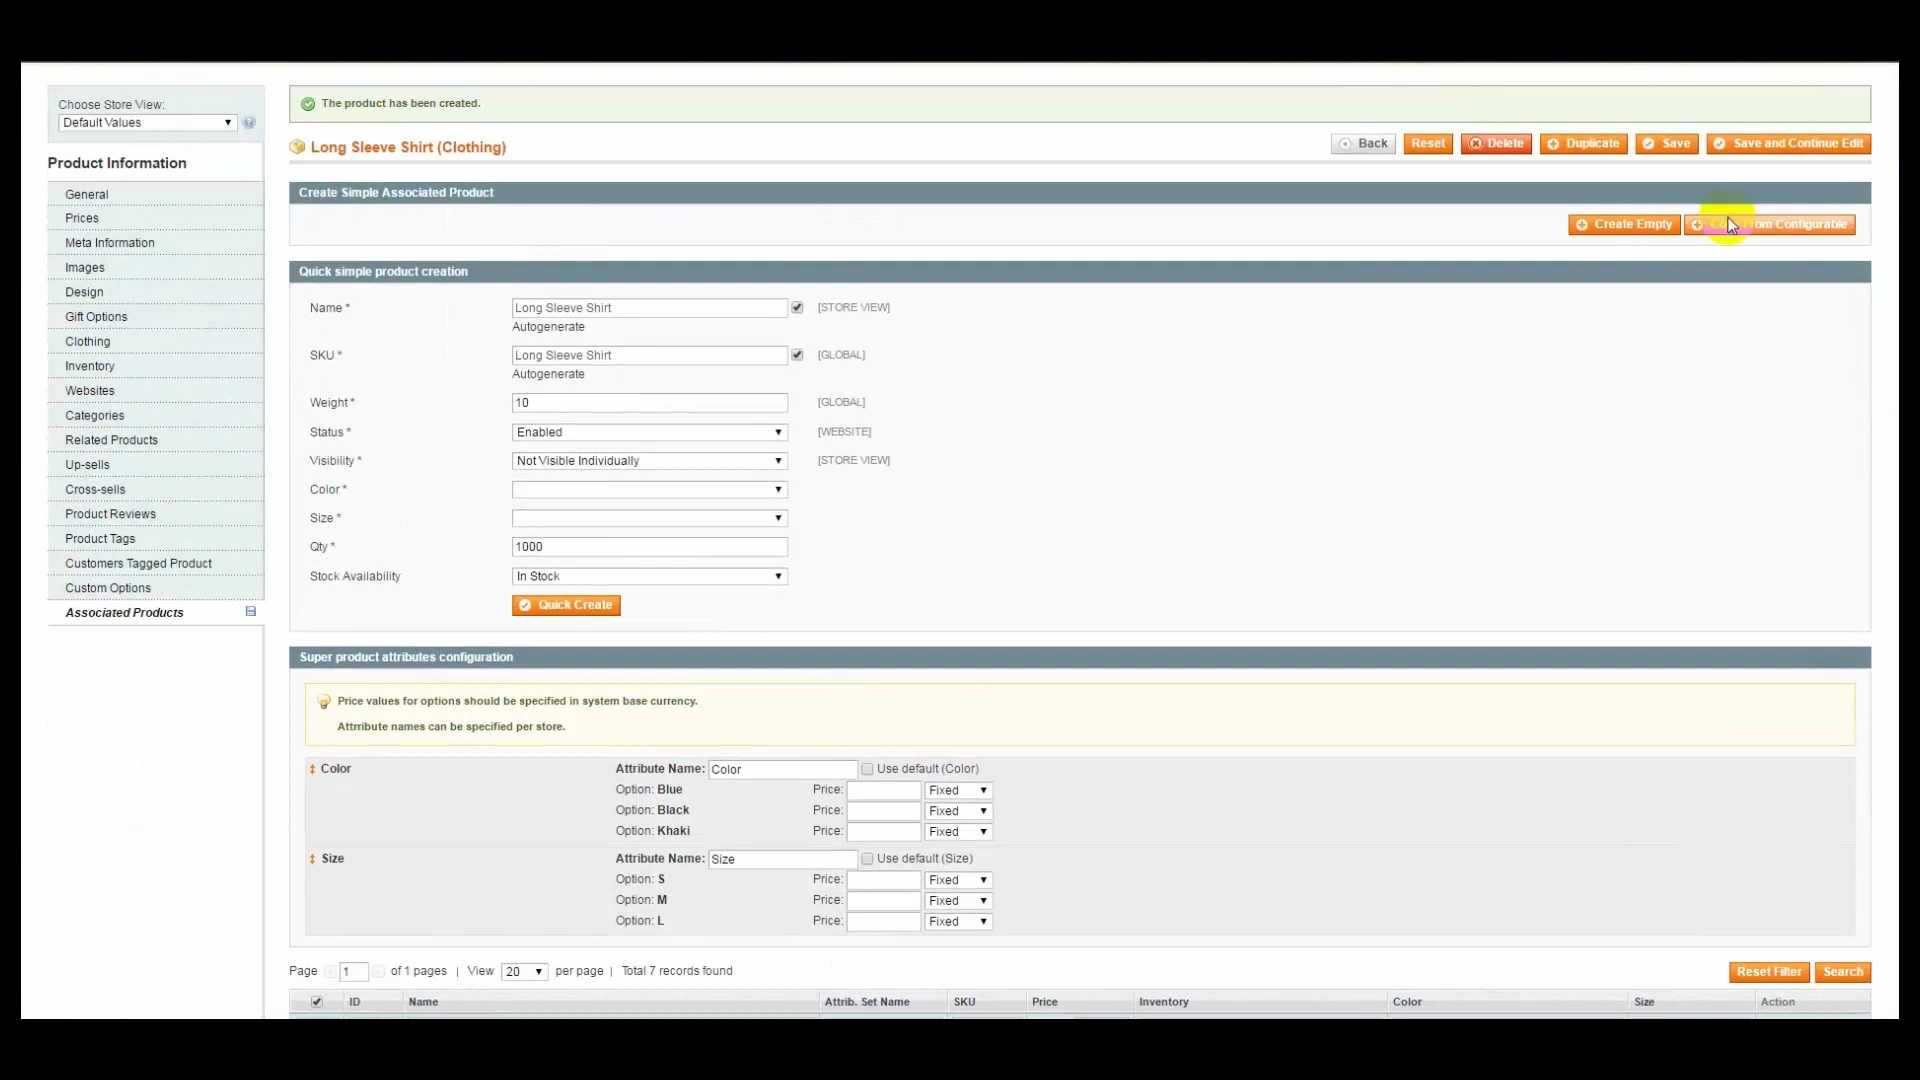 Choose Store View:
Default Values
Product Information
General
Prices
Meta Information
Images
Design
Gift Options
Clothing
Inventory
Websites
Categories
Related Products
Up-sells
Cross-sells
Product Reviews
Product Tags
Customers Tagged Product
Custom Options
Associated Products
The product has been created.
Long Sleeve Shirt (Clothing)
Back Reset Delete Duplicate Save Save and Continue Edit
Create Simple Associated Product
Create Empty Configurable
Quick simple product creation
Name * Long Sleeve Shirt [STORE VIEW]
Autogenerate
SKU * Long Sleeve Shirt [GLOBAL]
Autogenerate
Weight * 10 [GLOBAL]
Status * Enabled [WEBSITE]
Visibility * Not Visible Individually [STORE VIEW]
Color *
Size *
Qty * 1000
Stock Availability In Stock
Quick Create
Super product attributes configuration
Price values for options should be specified in system base currency.
Attrribute names can be specified per store.
Color Attribute Name: Color Use default (Color)
Option: Blue Price: Fixed
Option: Black Price: Fixed
Option: Khaki Price: Fixed
Size Attribute Name: Size Use default (Size)
Option: S Price: Fixed
Option: M Price: Fixed
Option: L Price: Fixed
Page 1 of 1 pages | View 20 per page | Total 7 records found Reset Filter Search
ID Name Attrib. Set Name SKU Price Inventory Color Size Action